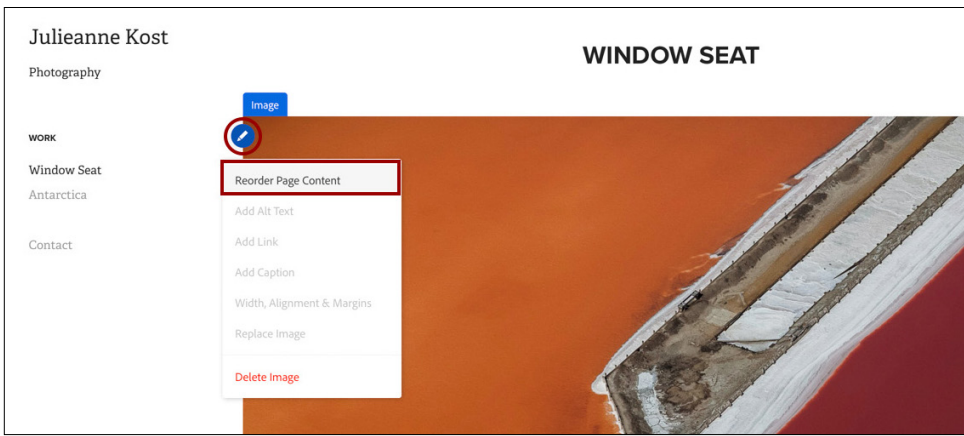 Julieanne Kost
Photography
WORK
Window Seat
Antarctica
Contact
WINDOW SEAT
Image
Reorder Page Content
Add Alt Text
Add Link
Add Caption
Width, Alignment & Margins
Replace Image
Delete Image